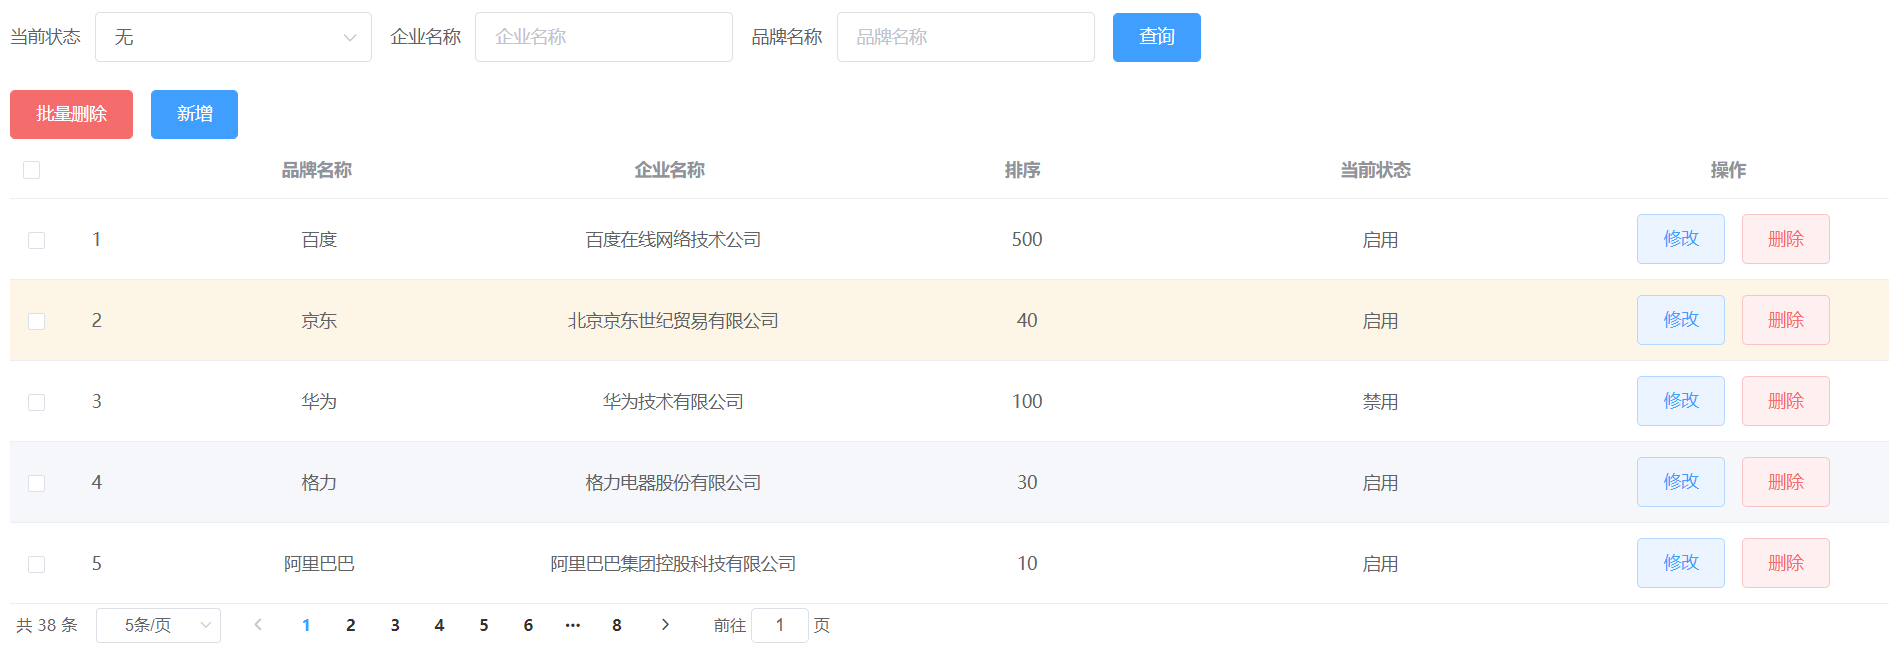 当前状态 无 企业名称 企业名称 品牌名称 品牌名称 查询
批量删除 新增
品牌名称 企业名称 排序 当前状态 操作
1 百度 百度在线网络技术公司 500 启用 修改 删除
2 京东 北京京东世纪贸易有限公司 40 启用 修改 删除
3 华为 华为技术有限公司 100 禁用 修改 删除
4 格力 格力电器股份有限公司 30 启用 修改 删除
5 阿里巴巴 阿里巴巴集团控股科技有限公司 10 启用 修改 删除
共 38 条 5条/页 1 2 3 4 5 6 ··· 8 前往 1 页